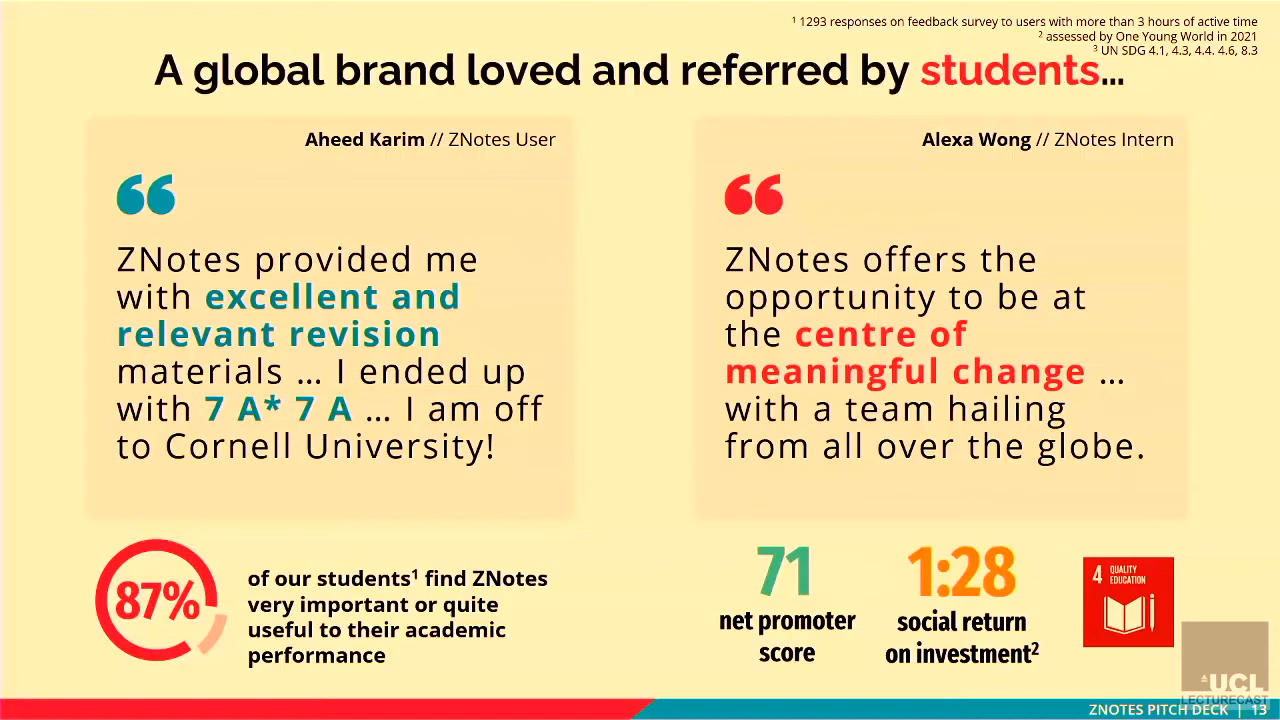 ¹ 1293 responses on feedback survey to users with more than 3 hours of active time
² assessed by One Young World in 2021
³ UN SDG 4.1, 4.3, 4.4. 4.6, 8.3
A global brand loved and referred by students...
Aheed Karim // ZNotes User
“
ZNotes provided me
with excellent and
relevant revision
materials ... I ended up
with 7 A* 7 A ... I am off
to Cornell University!
Alexa Wong // ZNotes Intern
“
ZNotes offers the
opportunity to be at
the centre of
meaningful change ...
with a team hailing
from all over the globe.
87%
of our students¹ find ZNotes
very important or quite
useful to their academic
performance
71
net promoter
score
1:28
social return
on investment²
4 QUALITY
EDUCATION
UCL
LECTURECAST
ZNOTES PITCH DECK | 13